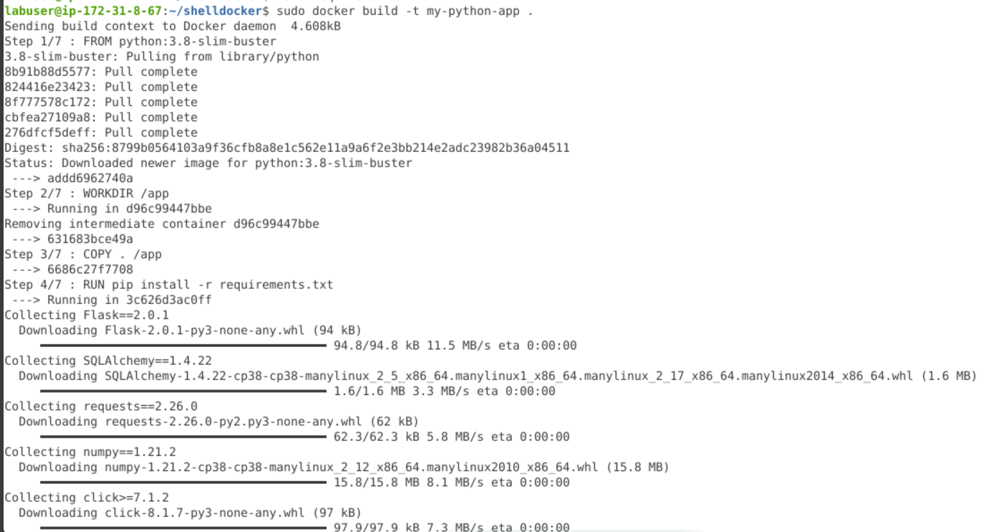 labuser@ip-172-31-8-67:~/shelldocker$ sudo docker build -t my-python-app .
Sending build context to Docker daemon  4.608kB
Step 1/7 : FROM python:3.8-slim-buster
3.8-slim-buster: Pulling from library/python
8b91b88d5577: Pull complete
824416e23423: Pull complete
8f777578c172: Pull complete
cbfea27109a8: Pull complete
276dfcf5deff: Pull complete
Digest: sha256:8799b0564103a9f36cfb8a8e1c562e11a9a6f2e3bb214e2adc23982b36a04511
Status: Downloaded newer image for python:3.8-slim-buster
 ---> addd6962740a
Step 2/7 : WORKDIR /app
 ---> Running in d96c99447bbe
Removing intermediate container d96c99447bbe
 ---> 631683bce49a
Step 3/7 : COPY . /app
 ---> 6686c27f7708
Step 4/7 : RUN pip install -r requirements.txt
 ---> Running in 3c626d3ac0ff
Collecting Flask==2.0.1
  Downloading Flask-2.0.1-py3-none-any.whl (94 kB)
94.8/94.8 kB 11.5 MB/s eta 0:00:00
Collecting SQLAlchemy==1.4.22
  Downloading SQLAlchemy-1.4.22-cp38-cp38-manylinux_2_5_x86_64.manylinux1_x86_64.manylinux_2_17_x86_64.manylinux2014_x86_64.whl (1.6 MB)
1.6/1.6 MB 3.3 MB/s eta 0:00:00
Collecting requests==2.26.0
  Downloading requests-2.26.0-py2.py3-none-any.whl (62 kB)
62.3/62.3 kB 5.8 MB/s eta 0:00:00
Collecting numpy==1.21.2
  Downloading numpy-1.21.2-cp38-cp38-manylinux_2_12_x86_64.manylinux2010_x86_64.whl (15.8 MB)
15.8/15.8 MB 8.1 MB/s eta 0:00:00
Collecting click>=7.1.2
  Downloading click-8.1.7-py3-none-any.whl (97 kB)
97.9/97.9 kB 7.3 MB/s eta 0:00:00